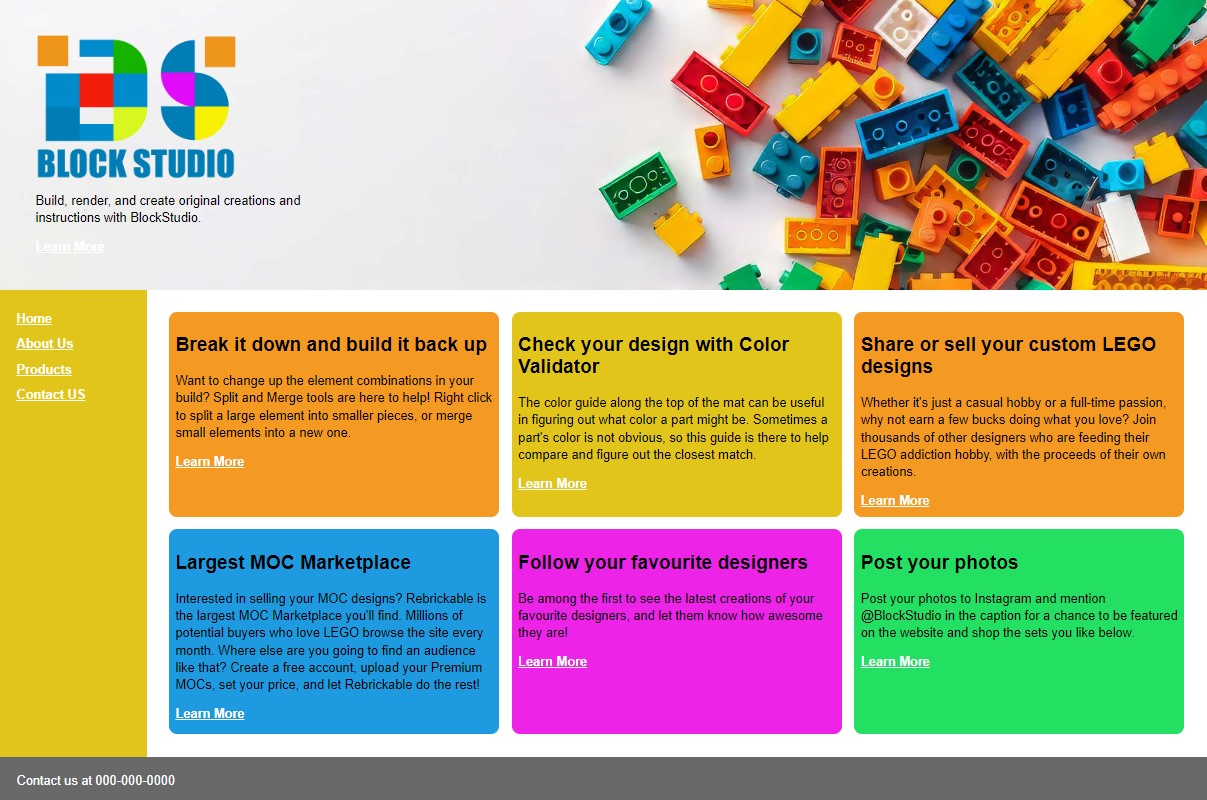 BS
BLOCK STUDIO
Build, render, and create original creations and
instructions with BlockStudio.
Learn More
Home
About Us
Products
Contact US
Break it down and build it back up
Want to change up the element combinations in your
build? Split and Merge tools are here to help! Right click
to split a large element into smaller pieces, or merge
small elements into a new one.
Learn More
Check your design with Color
Validator
The color guide along the top of the mat can be useful
in figuring out what color a part might be. Sometimes a
part's color is not obvious, so this guide is there to help
compare and figure out the closest match.
Learn More
Share or sell your custom LEGO
designs
Whether it's just a casual hobby or a full-time passion,
why not earn a few bucks doing what you love? Join
thousands of other designers who are feeding their
LEGO addiction hobby, with the proceeds of their own
creations.
Learn More
Largest MOC Marketplace
Interested in selling your MOC designs? Rebrickable is
the largest MOC Marketplace you'll find. Millions of
potential buyers who love LEGO browse the site every
month. Where else are you going to find an audience
like that? Create a free account, upload your Premium
MOCs, set your price, and let Rebrickable do the rest!
Learn More
Follow your favourite designers
Be among the first to see the latest creations of your
favourite designers, and let them know how awesome
they are!
Learn More
Post your photos
Post your photos to Instagram and mention
@BlockStudio in the caption for a chance to be featured
on the website and shop the sets you like below.
Learn More
Contact us at 000-000-0000